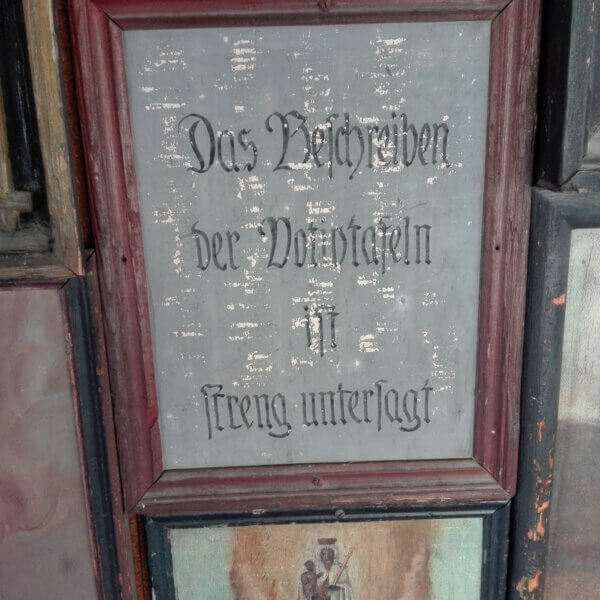 Das Beschreiben
der Votivtafeln
ist
streng untersagt